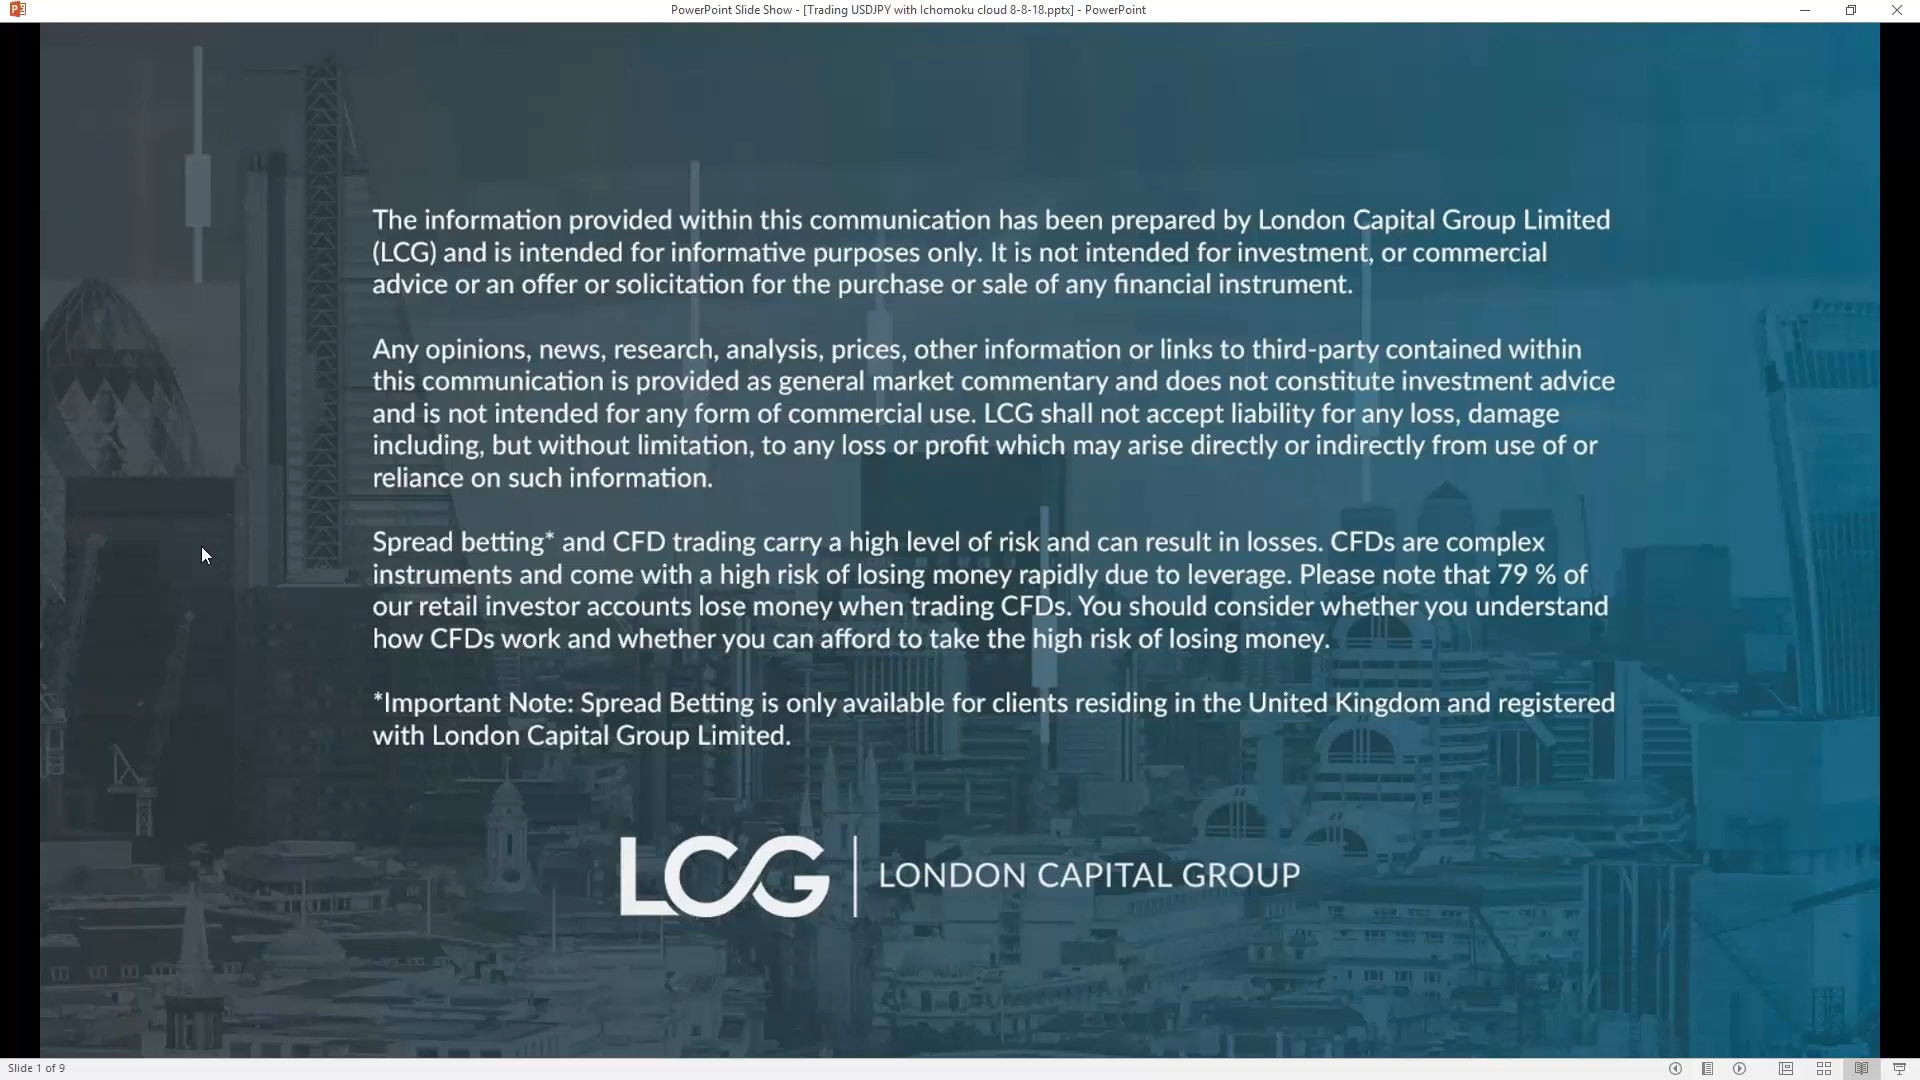 PowerPoint Slide Show - [Trading USDJPY with Ichomoku cloud 8-8-18.pptx] - PowerPoint
The information provided within this communication has been prepared by London Capital Group Limited
(LCG) and is intended for informative purposes only. It is not intended for investment, or commercial
advice or an offer or solicitation for the purchase or sale of any financial instrument.
Any opinions, news, research, analysis, prices, other information or links to third-party contained within
this communication is provided as general market commentary and does not constitute investment advice
and is not intended for any form of commercial use. LCG shall not accept liability for any loss, damage
including, but without limitation, to any loss or profit which may arise directly or indirectly from use of or
reliance on such information.
Spread betting* and CFD trading carry a high level of risk and can result in losses. CFDs are complex
instruments and come with a high risk of losing money rapidly due to leverage. Please note that 79 % of
our retail investor accounts lose money when trading CFDs. You should consider whether you understand
how CFDs work and whether you can afford to take the high risk of losing money.
*Important Note: Spread Betting is only available for clients residing in the United Kingdom and registered
with London Capital Group Limited.
LCG | LONDON CAPITAL GROUP
Slide 1 of 9